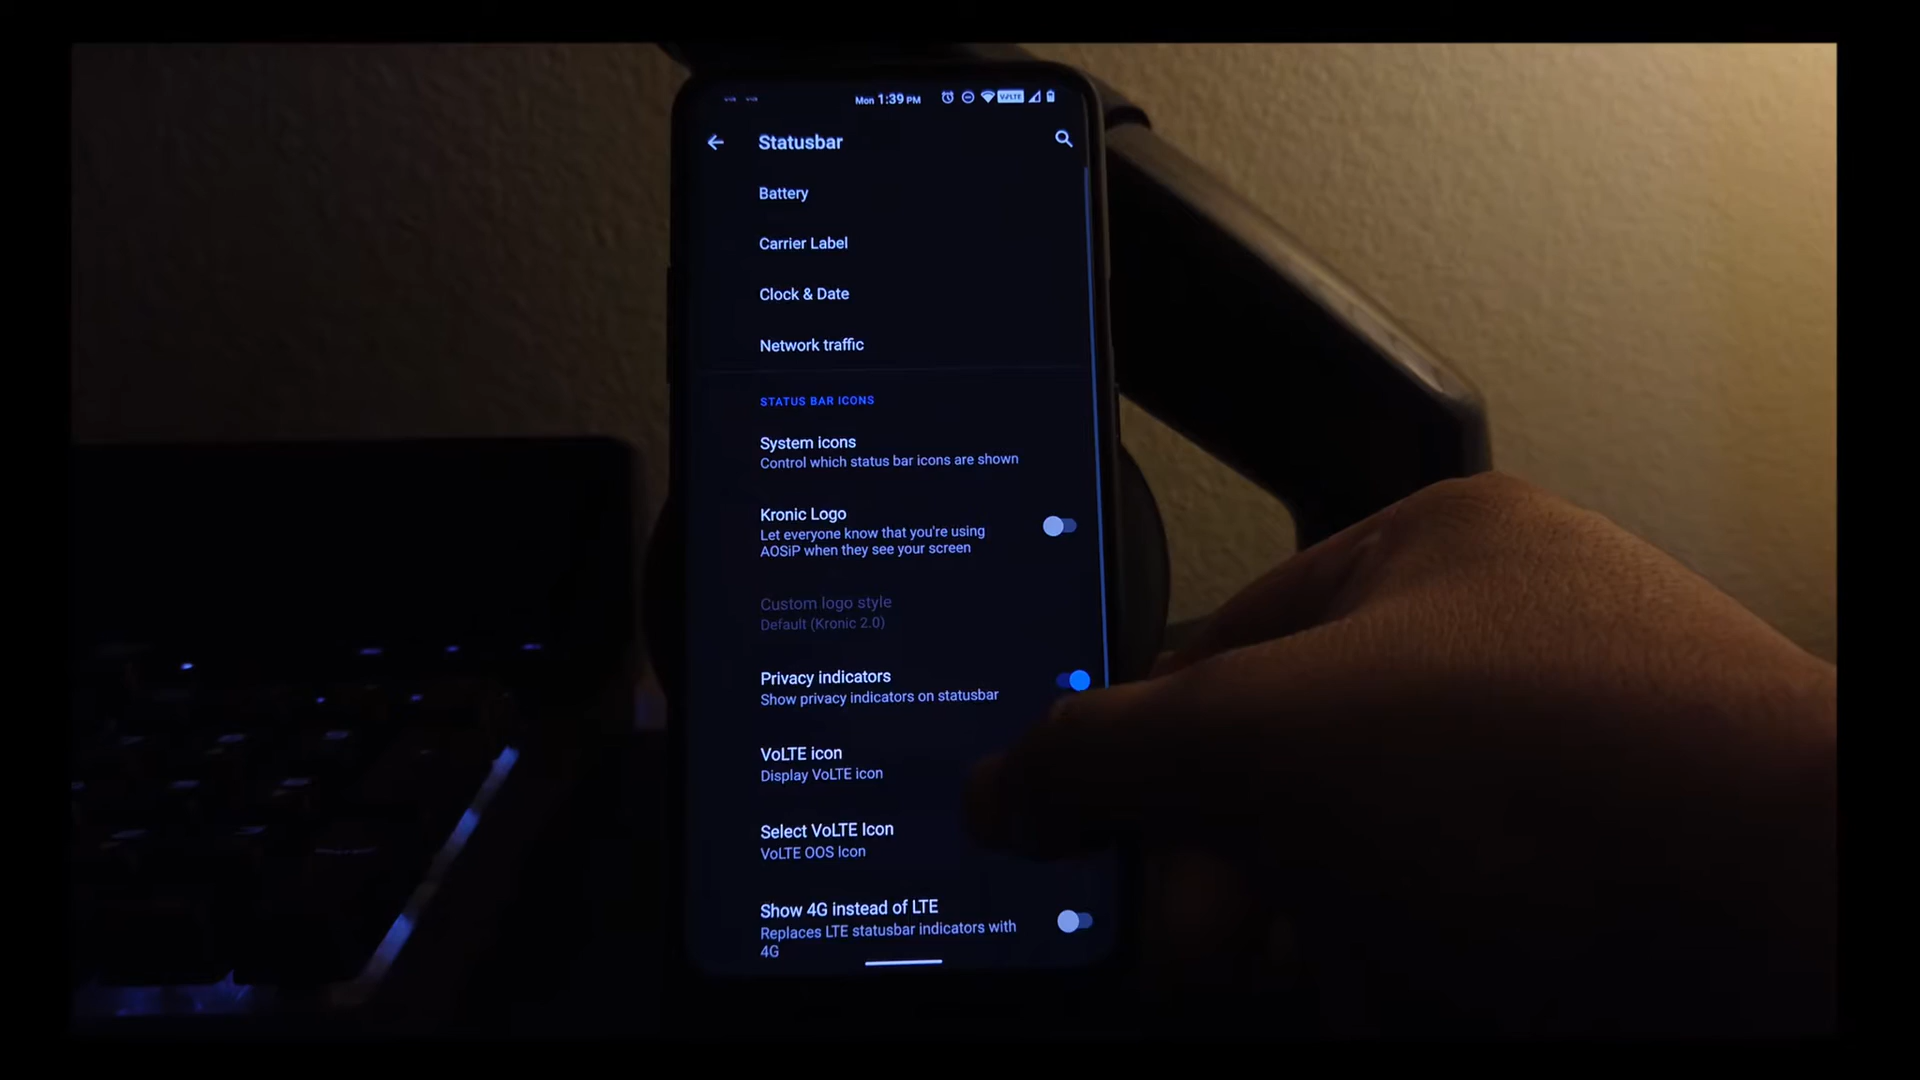 Mon 1:39 PM
VoLTE
Statusbar
Battery
Carrier Label
Clock & Date
Network traffic
STATUS BAR ICONS
System icons
Control which status bar icons are shown
Kronic Logo
Let everyone know that you're using
AOSiP when they see your screen
Custom logo style
Default (Kronic 2.0)
Privacy indicators
Show privacy indicators on statusbar
VoLTE icon
Display VoLTE icon
Select VoLTE Icon
VoLTE OOS Icon
Show 4G instead of LTE
Replaces LTE statusbar indicators with
4G